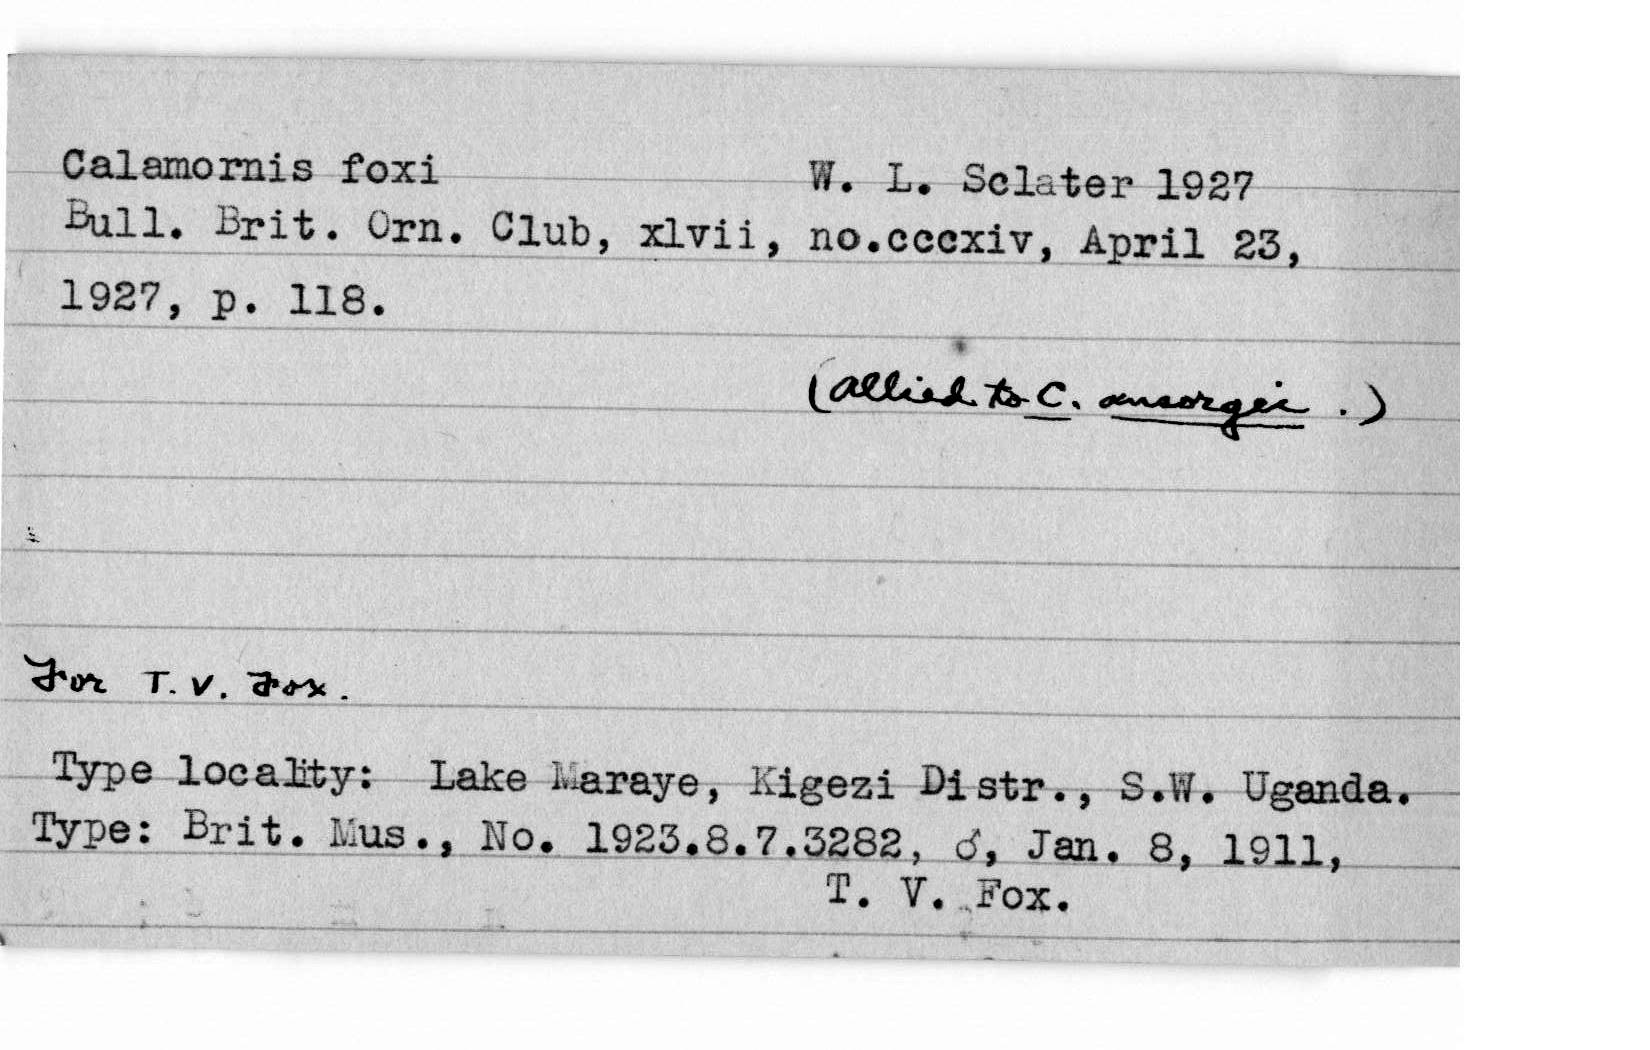 Calamornis foxi W. L. Sclater 1927
Bull. Brit. Orn. Club, xlvii, no.cccxiv, April 23,
1927, p. 118.
(allied to C. ansorgei.)
For T. V. Fox.
Type locality: Lake Maraye, Kigezi Distr., S.W. Uganda.
Type: Brit. Mus., No. 1923.8.7.3282, ♂, Jan. 8, 1911,
T. V. Fox.